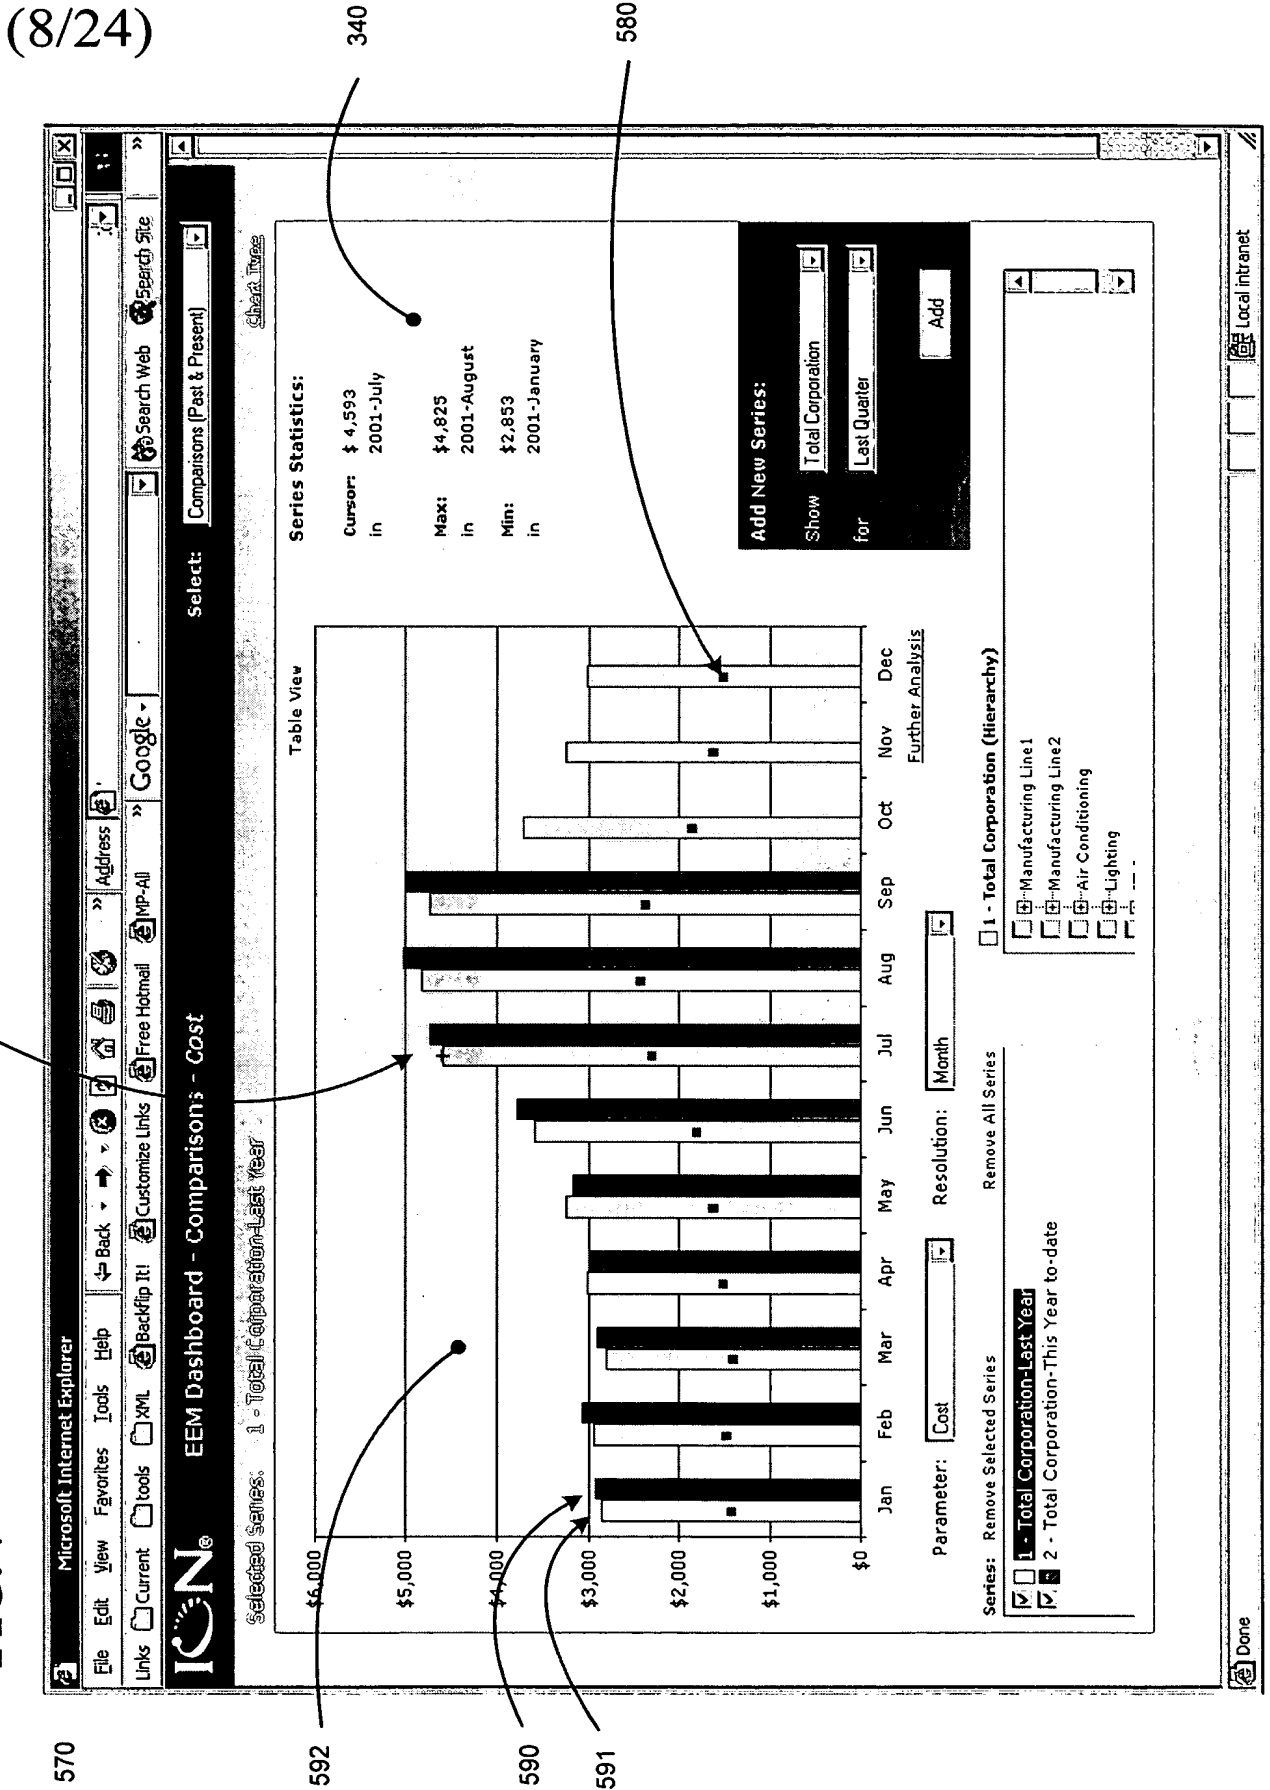 (8/24)
570
Microsoft Internet Explorer
File Edit View Favorites Tools Help
Back
» Address
Links Current tools XML Backflip It! Customize Links Free Hotmail MP-All » Google Search Web Search Site »
ICON® EEM Dashboard - Comparisons - Cost Select: Comparisons (Past & Present)
Selected Series: 1 - Total Corporation-Last Year Chart Type
Table View
$6,000
$5,000
$4,000
$3,000
$2,000
$1,000
$0
Jan Feb Mar Apr May Jun Jul Aug Sep Oct Nov Dec
Further Analysis
Series Statistics:
Cursor: $ 4,593
in 2001-July
Max: $4,825
in 2001-August
Min: $2,853
in 2001-January
Add New Series:
Show Total Corporation
for Last Quarter
Add
Parameter: Cost Resolution: Month
Series: Remove Selected Series Remove All Series
1 - Total Corporation-Last Year
2 - Total Corporation-This Year to-date
1 - Total Corporation (Hierarchy)
Manufacturing Line1
Manufacturing Line2
Air Conditioning
Lighting
Done Local intranet
340
580
592
590
591